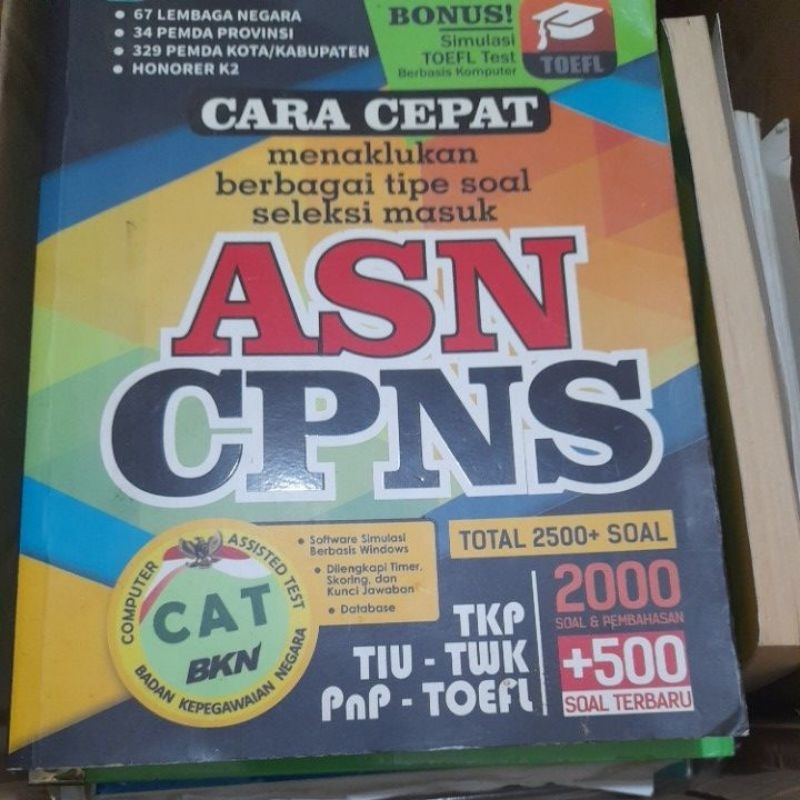 • 67 LEMBAGA NEGARA
• 34 PEMDA PROVINSI
• 329 PEMDA KOTA/KABUPATEN
• HONORER K2
BONUS!
Simulasi
TOEFL Test
Berbasis Komputer
TOEFL
CARA CEPAT
menaklukan
berbagai tipe soal
seleksi masuk
ASN
CPNS
COMPUTER ASSISTED TEST
CAT
BKN
BADAN KEPEGAWAIAN NEGARA
• Software Simulasi
Berbasis Windows
• Dilengkapi Timer,
Skoring, dan
Kunci Jawaban
• Database
TOTAL 2500+ SOAL
TKP
TIU - TWK
PnP - TOEFL
2000
SOAL & PEMBAHASAN
+500
SOAL TERBARU